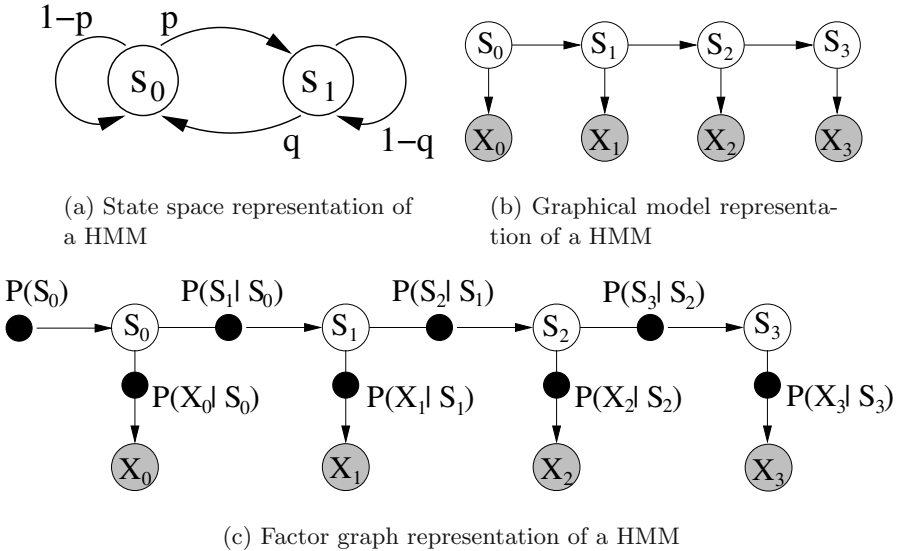 1−p p
S0 S1
q 1−q
(a) State space representation of
a HMM
S0 S1 S2 S3
X0 X1 X2 X3
(b) Graphical model representa-
tion of a HMM
P(S0) P(S1| S0) P(S2| S1) P(S3| S2)
S0 S1 S2 S3
P(X0| S0) P(X1| S1) P(X2| S2) P(X3| S3)
X0 X1 X2 X3
(c) Factor graph representation of a HMM